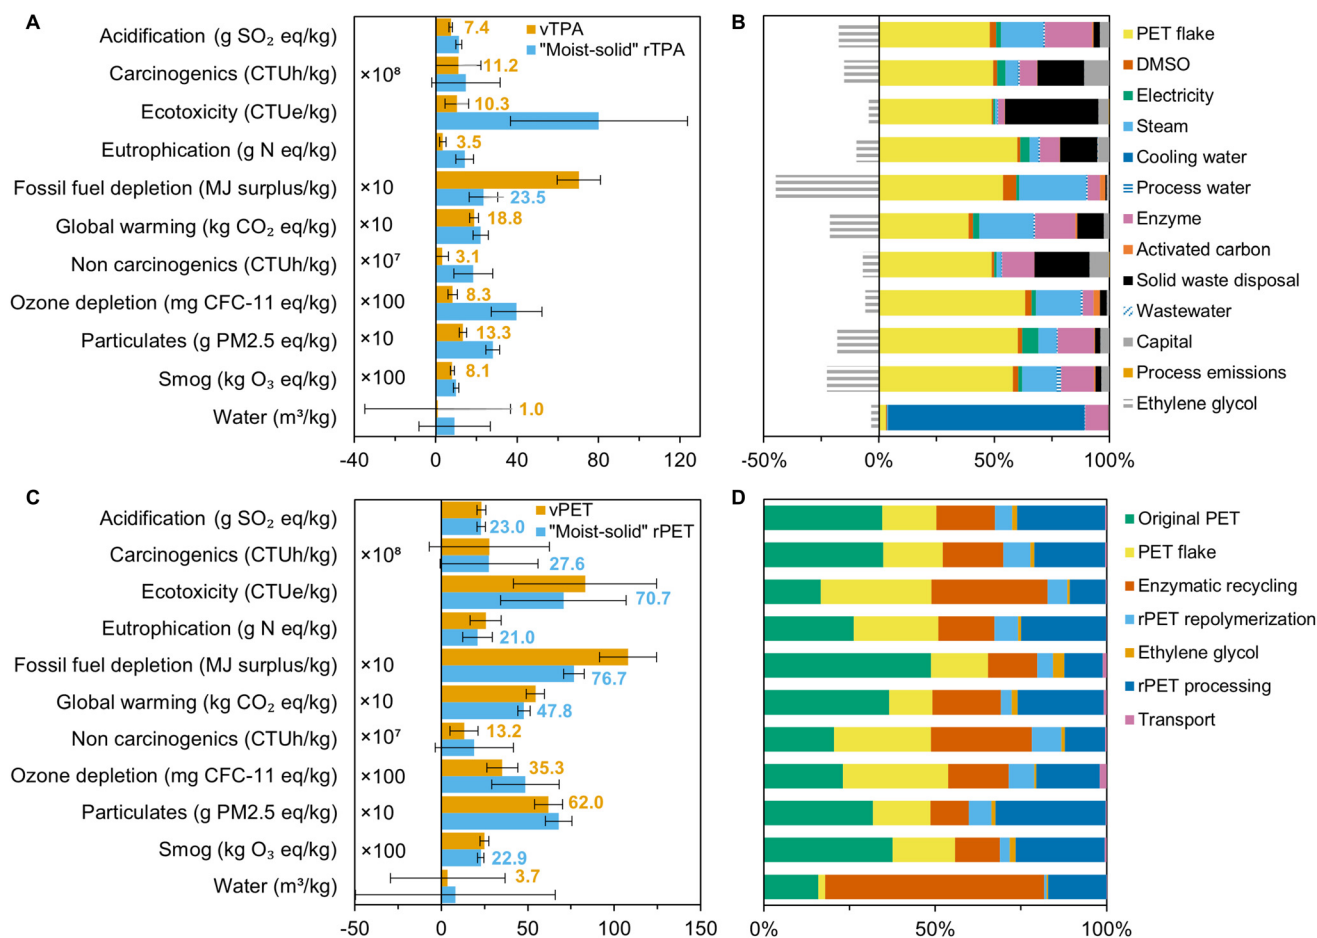 A
Acidification (g SO₂ eq/kg)
Carcinogenics (CTUh/kg)
Ecotoxicity (CTUe/kg)
Eutrophication (g N eq/kg)
Fossil fuel depletion (MJ surplus/kg)
Global warming (kg CO₂ eq/kg)
Non carcinogenics (CTUh/kg)
Ozone depletion (mg CFC-11 eq/kg)
Particulates (g PM2.5 eq/kg)
Smog (kg O₃ eq/kg)
Water (m³/kg)
×10⁸
×10
×10
×10⁷
×100
×10
×100
7.4
11.2
10.3
3.5
23.5
18.8
3.1
8.3
13.3
8.1
1.0
vTPA
"Moist-solid" rTPA
-40 0 40 80 120
B
-50% 0% 50% 100%
PET flake
DMSO
Electricity
Steam
Cooling water
Process water
Enzyme
Activated carbon
Solid waste disposal
Wastewater
Capital
Process emissions
Ethylene glycol
C
Acidification (g SO₂ eq/kg)
Carcinogenics (CTUh/kg)
Ecotoxicity (CTUe/kg)
Eutrophication (g N eq/kg)
Fossil fuel depletion (MJ surplus/kg)
Global warming (kg CO₂ eq/kg)
Non carcinogenics (CTUh/kg)
Ozone depletion (mg CFC-11 eq/kg)
Particulates (g PM2.5 eq/kg)
Smog (kg O₃ eq/kg)
Water (m³/kg)
×10⁸
×10
×10
×10⁷
×100
×10
×100
23.0
27.6
70.7
21.0
76.7
47.8
13.2
35.3
62.0
22.9
3.7
vPET
"Moist-solid" rPET
-50 0 50 100 150
D
0% 50% 100%
Original PET
PET flake
Enzymatic recycling
rPET repolymerization
Ethylene glycol
rPET processing
Transport